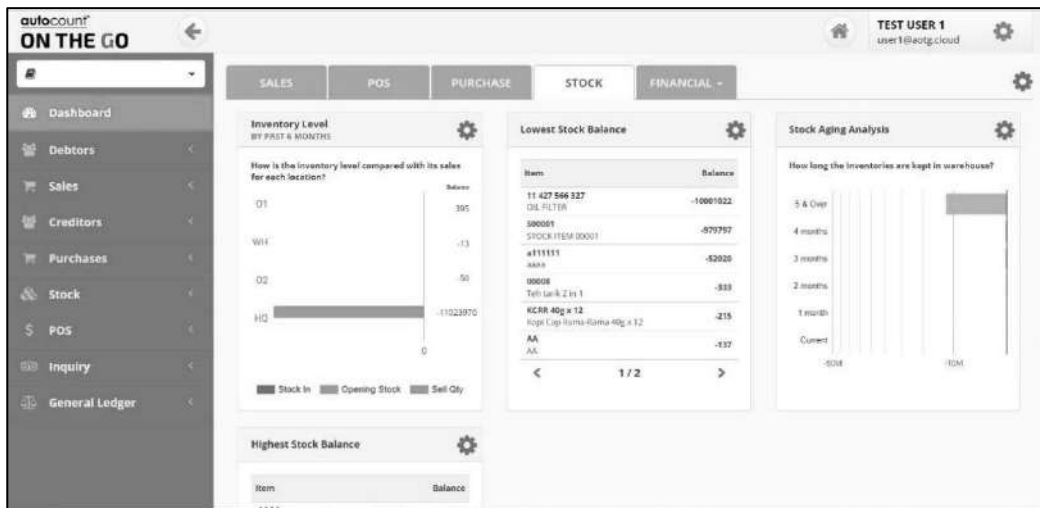 autocount
ON THE GO
TEST USER 1
user1@aotg.cloud
SALES
POS
PURCHASE
STOCK
FINANCIAL
Dashboard
Debtors
Sales
Creditors
Purchases
Stock
POS
Inquiry
General Ledger
Inventory Level
BY PAST 6 MONTHS
How is the inventory level compared with its sales
for each location?
Balance
O1
395
WH
-13
O2
-50
HQ
-11023970
0
Stock In Opening Stock Sell Qty
Lowest Stock Balance
Item Balance
11 427 566 327
OIL FILTER
-10001022
S00001
STOCK ITEM 00001
-979797
a111111
aaaa
-52020
00008
Teh tarik 2 in 1
-333
KCRR 40g x 12
Kopi Cap Rama-Rama 40g x 12
-215
AA
AA
-137
1 / 2
Stock Aging Analysis
How long the inventories are kept in warehouse?
5 & Over
4 months
3 months
2 months
1 month
Current
-10M
Highest Stock Balance
Item Balance